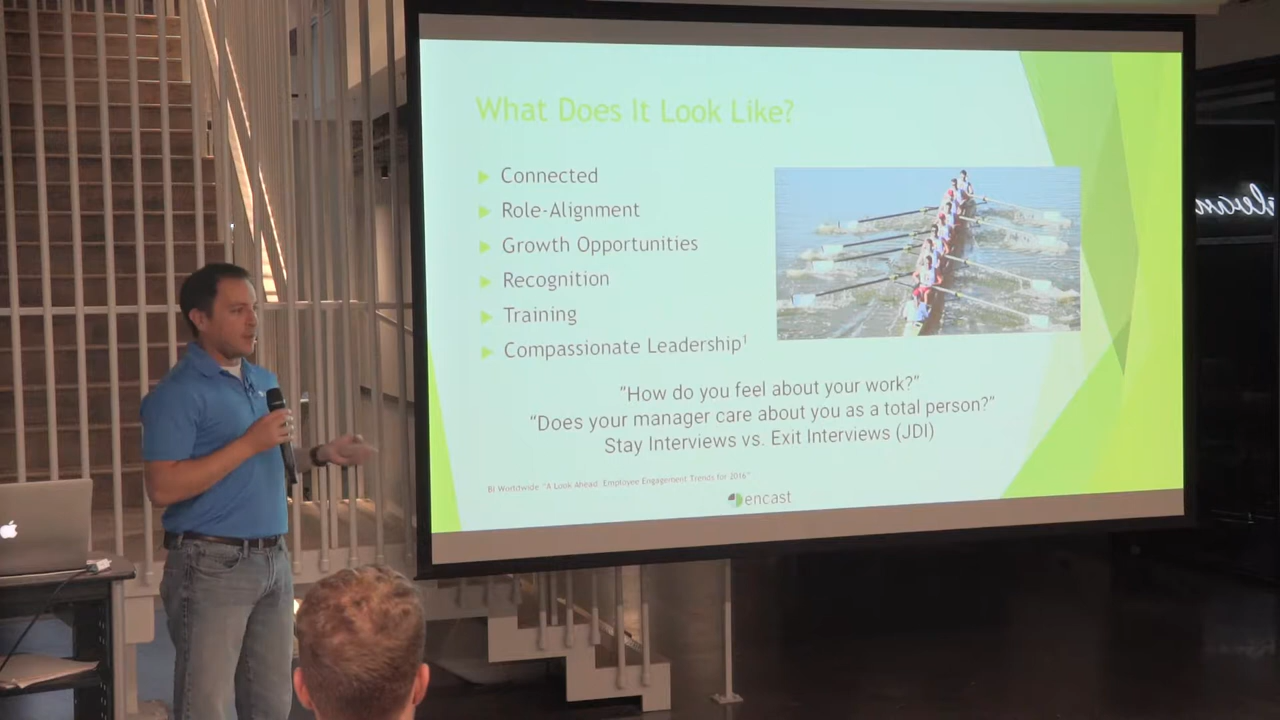 What Does It Look Like?
Connected
Role-Alignment
Growth Opportunities
Recognition
Training
Compassionate Leadership1
"How do you feel about your work?"
"Does your manager care about you as a total person?"
Stay Interviews vs. Exit Interviews (JDI)
BI Worldwide "A Look Ahead: Employee Engagement Trends for 2016"
encast